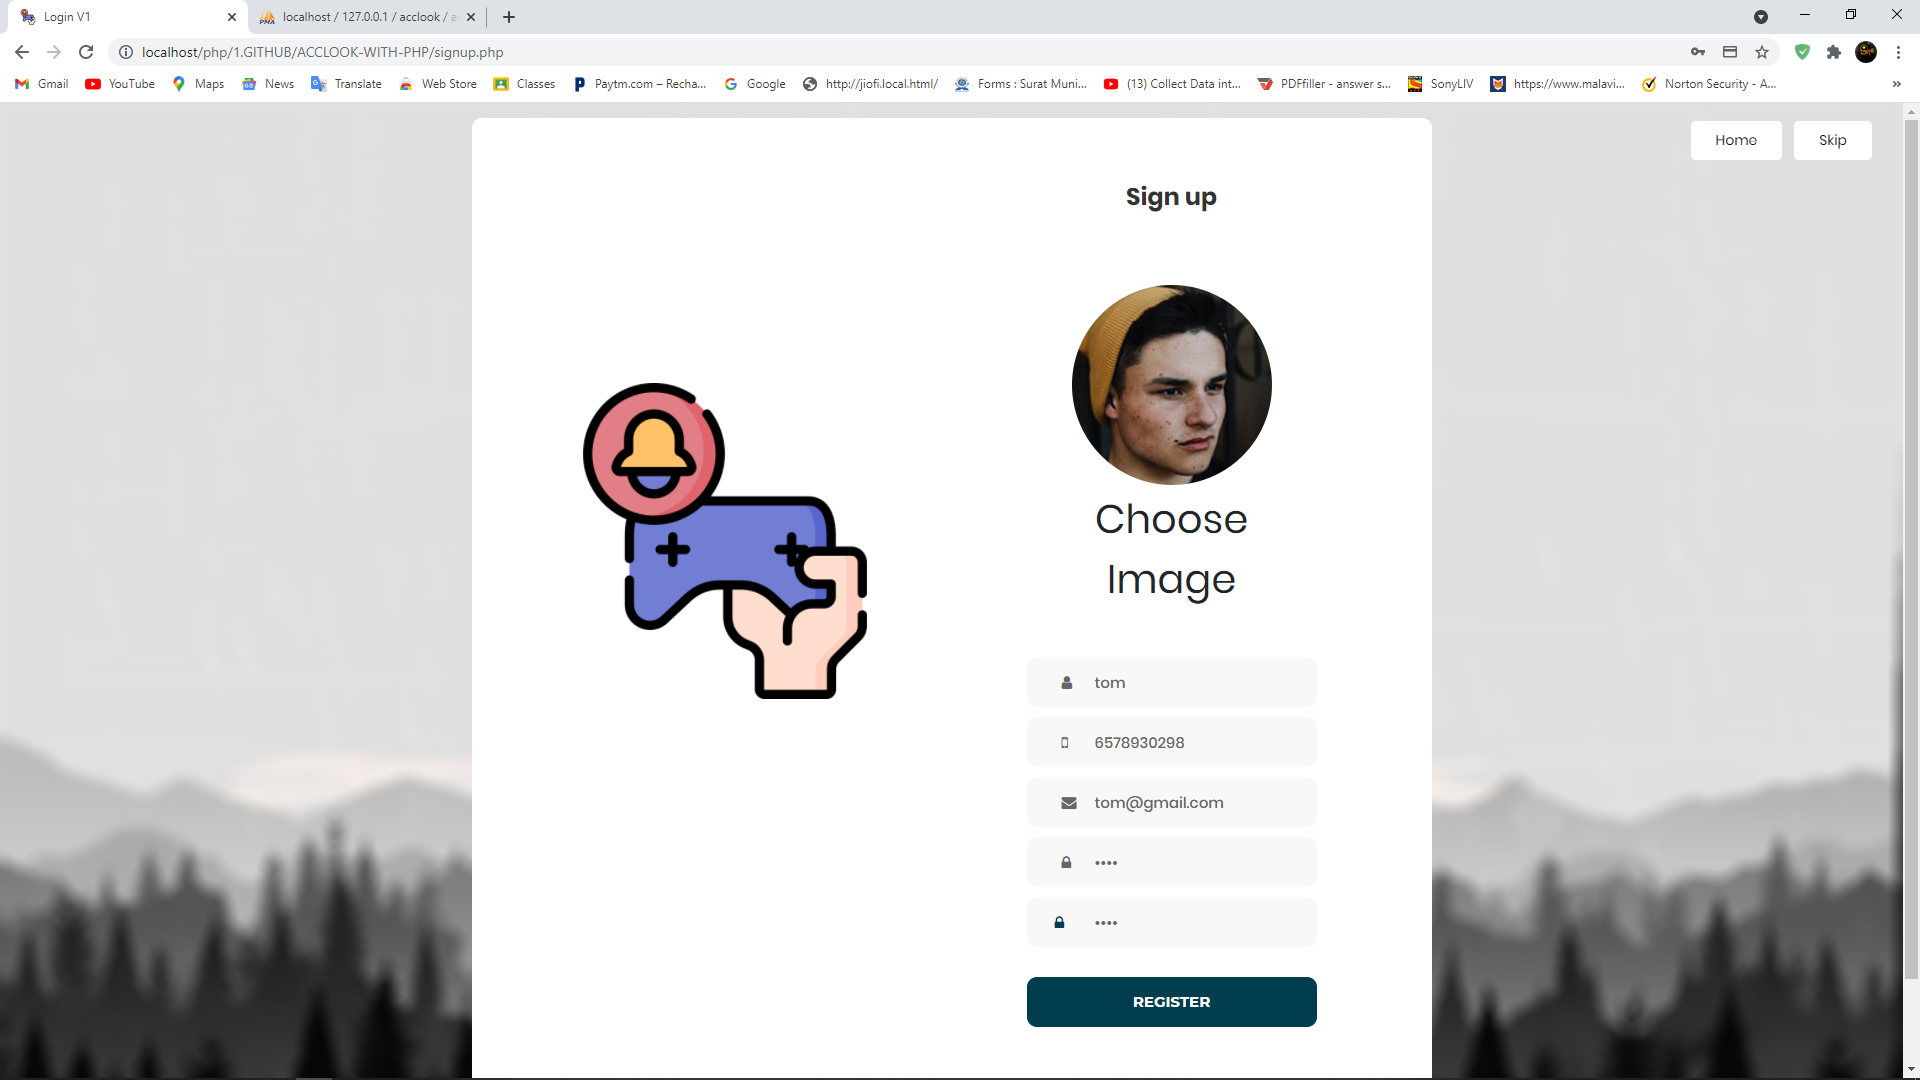 Login V1
localhost / 127.0.0.1 / acclook / a
localhost/php/1.GITHUB/ACCLOOK-WITH-PHP/signup.php
Gmail YouTube Maps News Translate Web Store Classes Paytm.com – Recha... Google http://jiofi.local.html/ Forms : Surat Muni... (13) Collect Data int... PDFfiller - answer s... SonyLIV https://www.malavi... Norton Security - A... »
Home Skip
Sign up
Choose
Image
tom
6578930298
tom@gmail.com
••••
••••
REGISTER